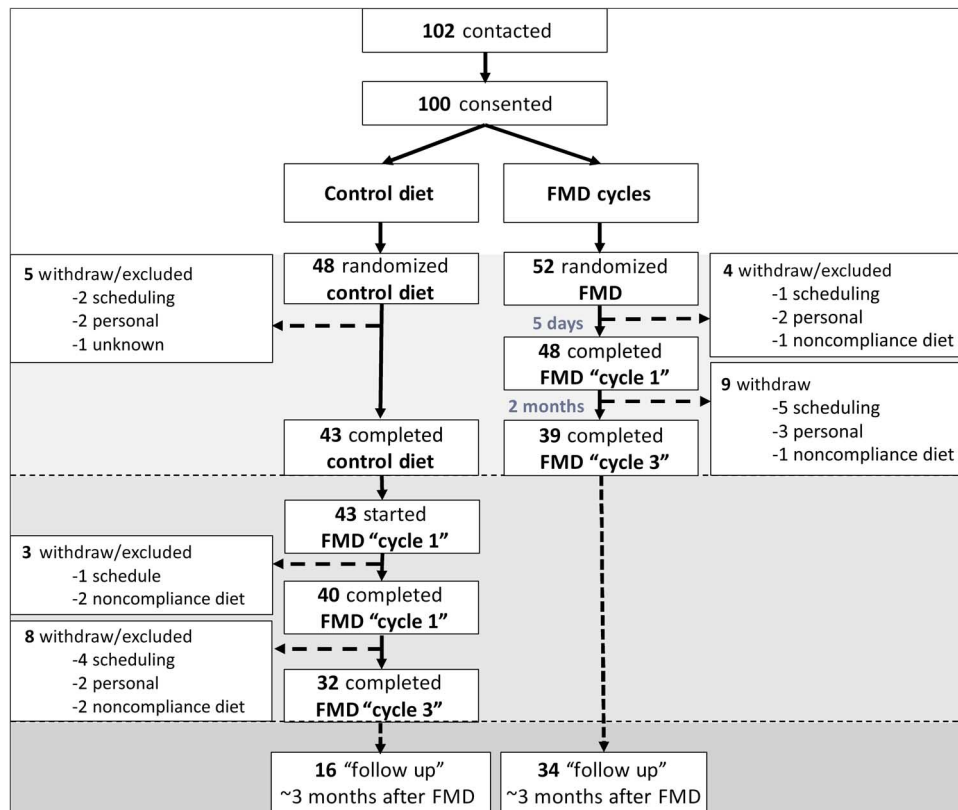 102 contacted
100 consented
Control diet
FMD cycles
48 randomized
control diet
52 randomized
FMD
5 withdraw/excluded
-2 scheduling
-2 personal
-1 unknown
4 withdraw/excluded
-1 scheduling
-2 personal
-1 noncompliance diet
5 days
48 completed
FMD “cycle 1”
9 withdraw
-5 scheduling
-3 personal
-1 noncompliance diet
2 months
43 completed
control diet
39 completed
FMD “cycle 3”
43 started
FMD “cycle 1”
3 withdraw/excluded
-1 schedule
-2 noncompliance diet
40 completed
FMD “cycle 1”
8 withdraw/excluded
-4 scheduling
-2 personal
-2 noncompliance diet
32 completed
FMD “cycle 3”
16 “follow up”
~3 months after FMD
34 “follow up”
~3 months after FMD